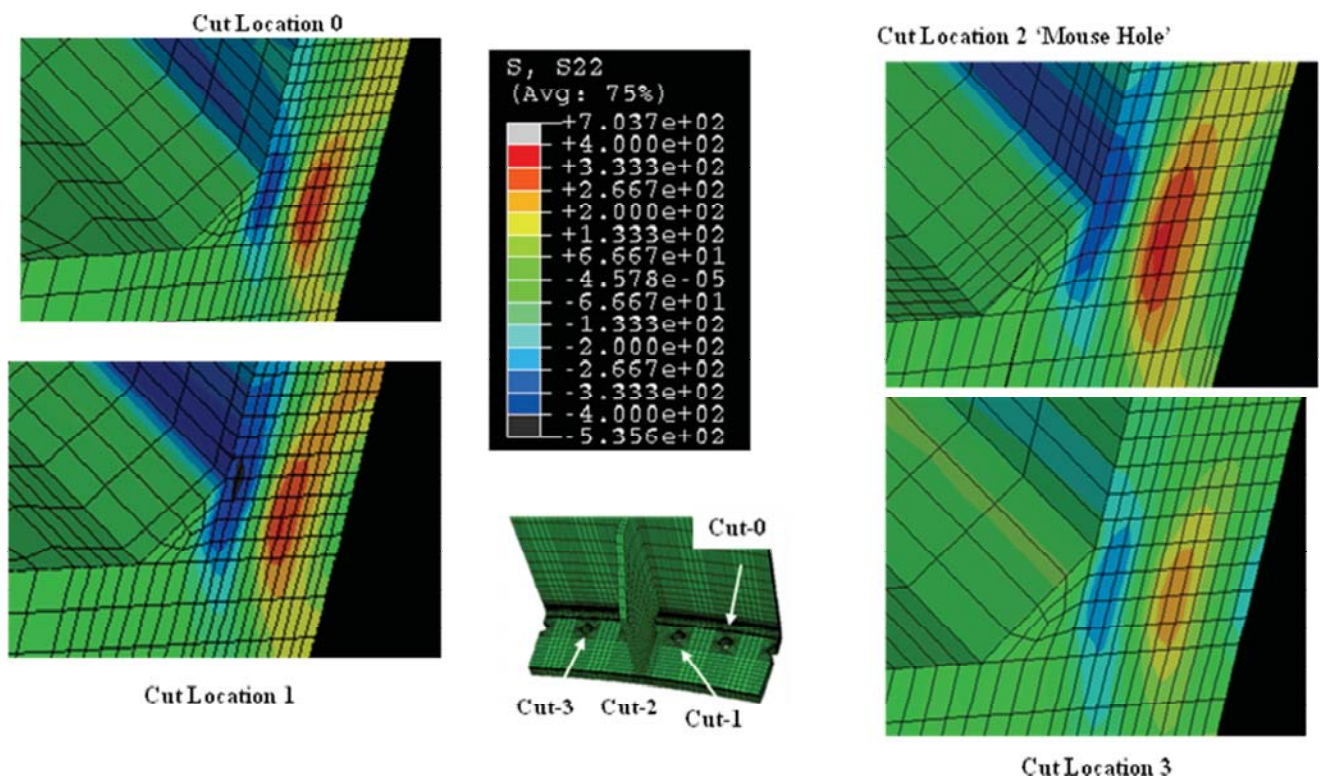 Cut Location 0
S, S22
(Avg: 75%)
+7.037e+02
+4.000e+02
+3.333e+02
+2.667e+02
+2.000e+02
+1.333e+02
+6.667e+01
-4.578e-05
-6.667e+01
-1.333e+02
-2.000e+02
-2.667e+02
-3.333e+02
-4.000e+02
-5.356e+02
Cut Location 2 ‘Mouse Hole’
Cut Location 1
Cut-0
Cut-3
Cut-2
Cut-1
Cut Location 3